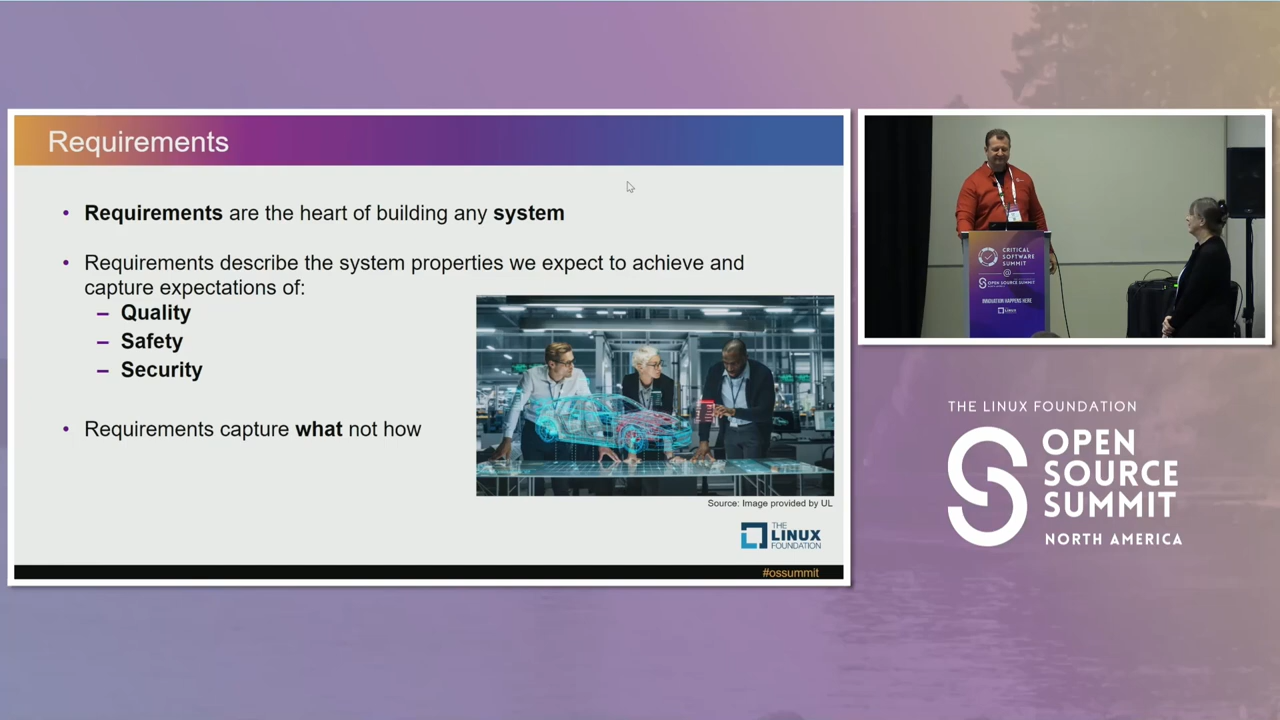 Requirements
• Requirements are the heart of building any system
• Requirements describe the system properties we expect to achieve and
capture expectations of:
– Quality
– Safety
– Security
• Requirements capture what not how
Source: Image provided by UL
THE
LINUX
FOUNDATION
#ossummit
CRITICAL
SOFTWARE
SUMMIT
@
OPEN SOURCE SUMMIT
INNOVATION HAPPENS HERE
LINUX
THE LINUX FOUNDATION
OPEN
SOURCE
SUMMIT
NORTH AMERICA